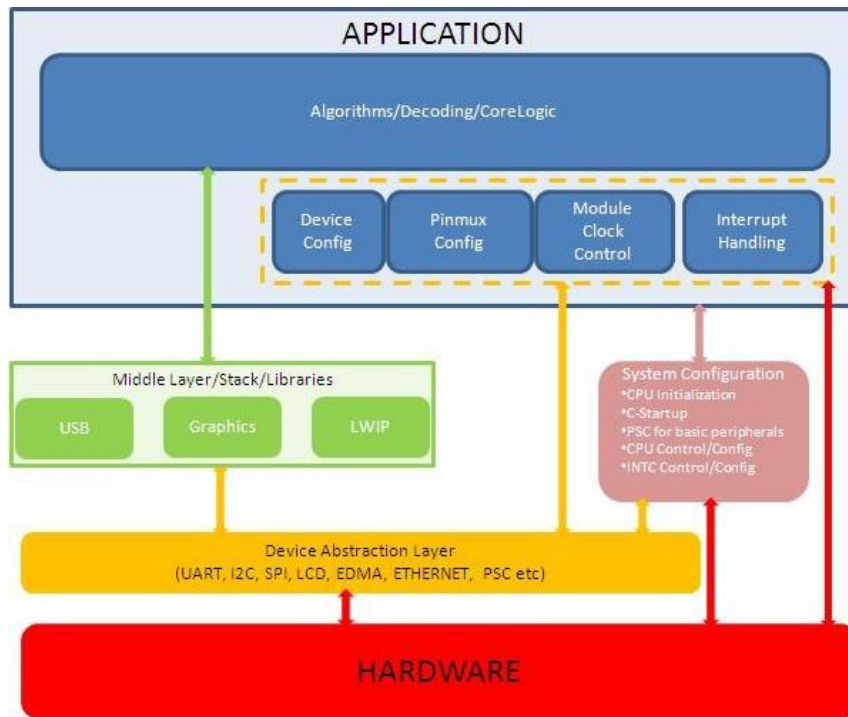 APPLICATION
Algorithms/Decoding/CoreLogic
Device
Config
Pinmux
Config
Module
Clock
Control
Interrupt
Handling
Middle Layer/Stack/Libraries
USB
Graphics
LWIP
System Configuration
•CPU Initialization
•C-Startup
•PSC for basic peripherals
•CPU Control/Config
•INTC Control/Config
Device Abstraction Layer
(UART, I2C, SPI, LCD, EDMA, ETHERNET, PSC etc)
HARDWARE